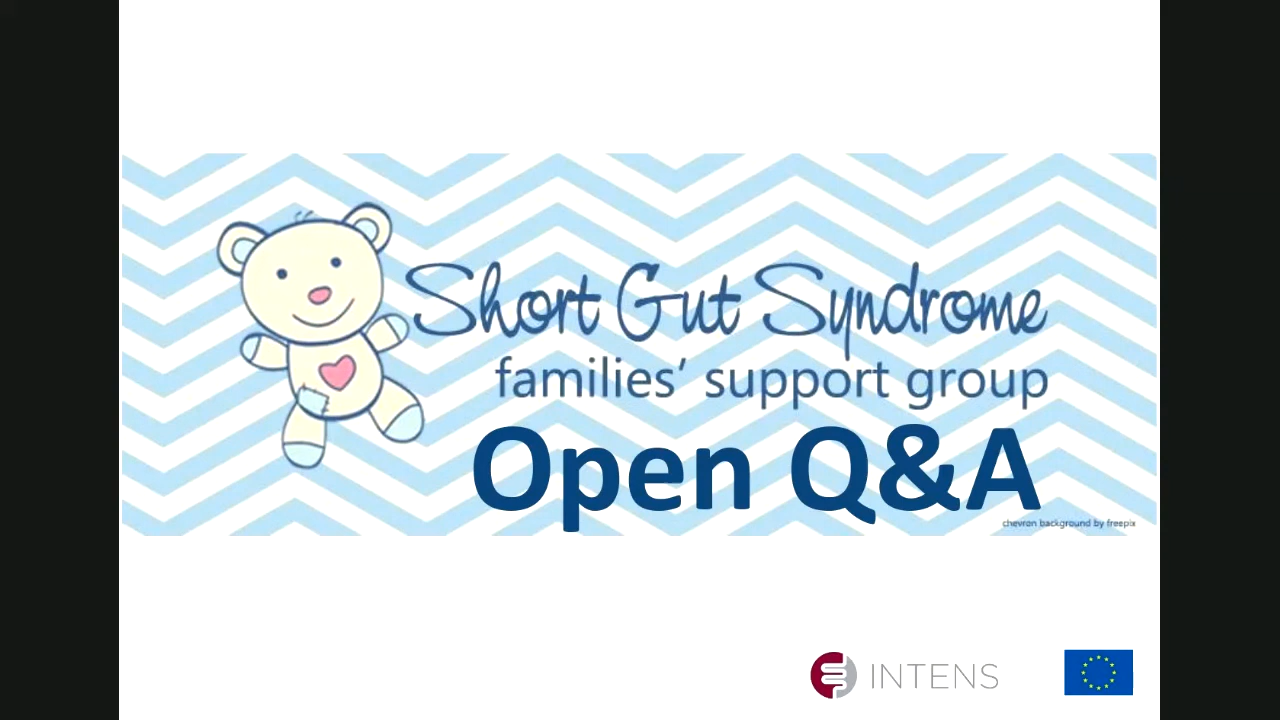 Short Gut Syndrome
families' support group
Open Q&A
chevron background by freepix
INTENS